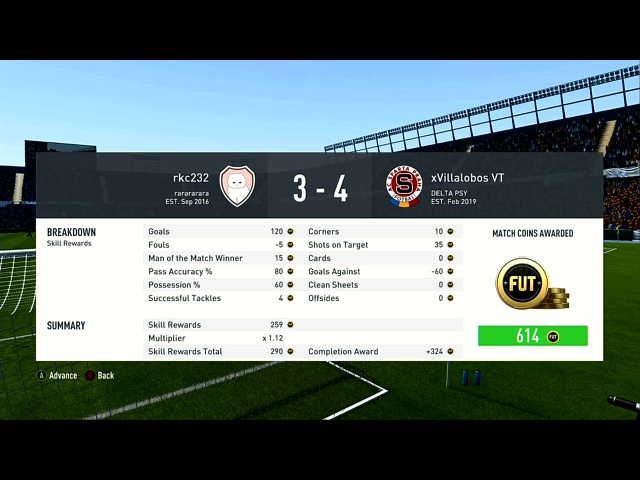 rkc232
rarararara
EST. Sep 2016
3 - 4
xVillalobos VT
DELTA PSY
EST. Feb 2019
BREAKDOWN
Skill Rewards
Goals 120
Fouls -5
Man of the Match Winner 15
Pass Accuracy % 80
Possession % 60
Successful Tackles 4
Corners 10
Shots on Target 35
Cards 0
Goals Against -60
Clean Sheets 0
Offsides 0
SUMMARY
Skill Rewards 259
Multiplier x 1.12
Skill Rewards Total 290
Completion Award +324
MATCH COINS AWARDED
FUT
614 FUT
A Advance B Back